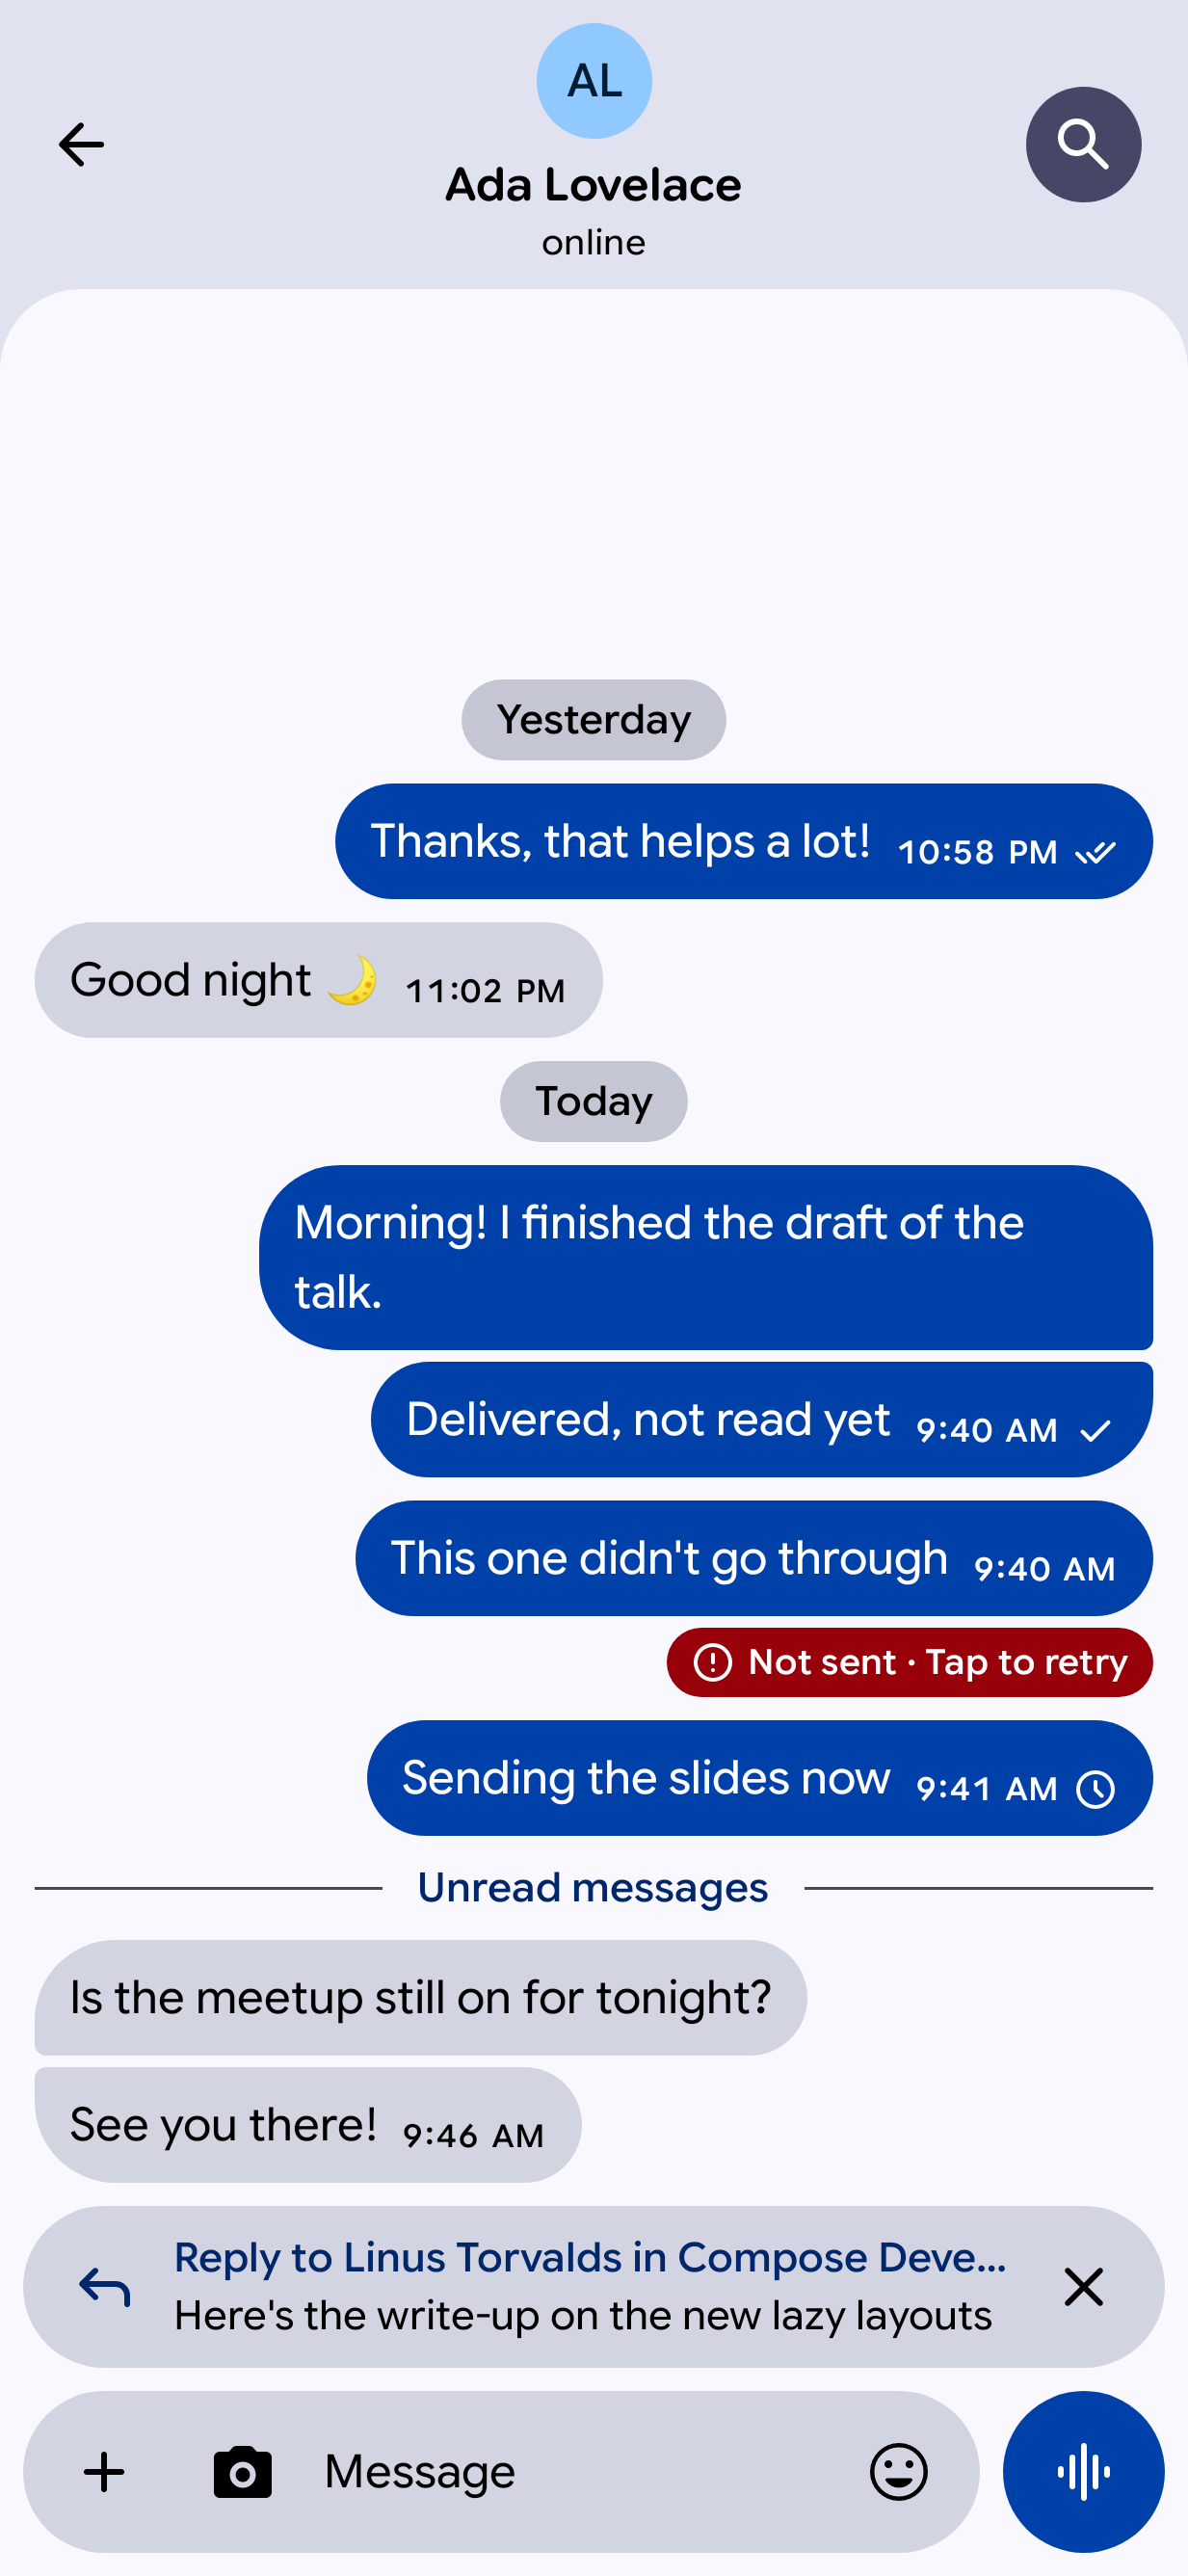 AL
Ada Lovelace
online
Yesterday
Thanks, that helps a lot! 10:58 PM
Good night 🌙 11:02 PM
Today
Morning! I finished the draft of the
talk.
Delivered, not read yet 9:40 AM
This one didn't go through 9:40 AM
Not sent · Tap to retry
Sending the slides now 9:41 AM
Unread messages
Is the meetup still on for tonight?
See you there! 9:46 AM
Reply to Linus Torvalds in Compose Deve...
Here's the write-up on the new lazy layouts
Message